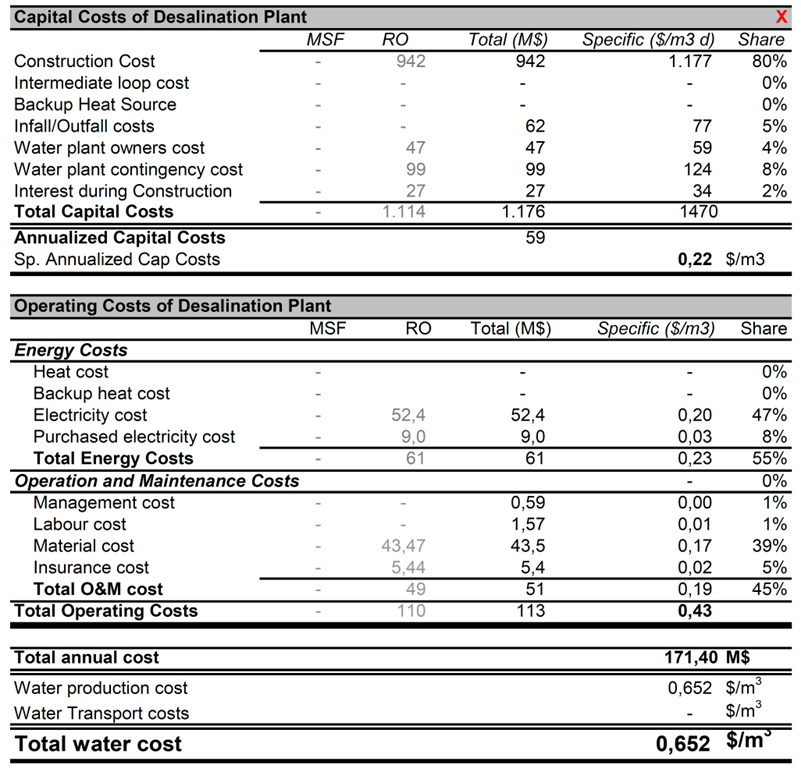 Capital Costs of Desalination Plant X
MSF RO Total (M$) Specific ($/m3 d) Share
Construction Cost - 942 942 1.177 80%
Intermediate loop cost - - - - 0%
Backup Heat Source - - - - 0%
Infall/Outfall costs - - 62 77 5%
Water plant owners cost - 47 47 59 4%
Water plant contingency cost - 99 99 124 8%
Interest during Construction - 27 27 34 2%
Total Capital Costs - 1.114 1.176 1470
Annualized Capital Costs 59
Sp. Annualized Cap Costs 0,22 $/m3
Operating Costs of Desalination Plant
MSF RO Total (M$) Specific ($/m3) Share
Energy Costs
Heat cost - - - 0%
Backup heat cost - - - 0%
Electricity cost - 52,4 52,4 0,20 47%
Purchased electricity cost - 9,0 9,0 0,03 8%
Total Energy Costs - 61 61 0,23 55%
Operation and Maintenance Costs - 0%
Management cost - - 0,59 0,00 1%
Labour cost - - 1,57 0,01 1%
Material cost - 43,47 43,5 0,17 39%
Insurance cost - 5,44 5,4 0,02 5%
Total O&M cost - 49 51 0,19 45%
Total Operating Costs - 110 113 0,43
Total annual cost 171,40 M$
Water production cost 0,652 $/m³
Water Transport costs - $/m³
Total water cost 0,652 $/m³